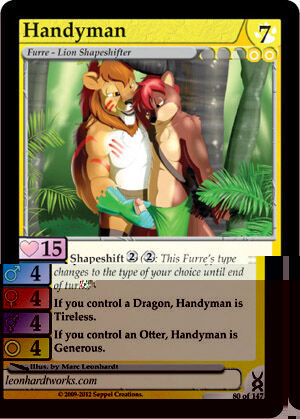 Handyman
7
Furre - Lion Shapeshifter
15
Shapeshift 2 2: This Furre's type
4
changes to the type of your choice until end
of turn.
4
If you control a Dragon, Handyman is
Tireless.
4
If you control an Otter, Handyman is
4
Generous.
Illus. by Marc Leonhardt
leonhardtworks.com
© 2009-2012 Seppel Creations.
80 of 147